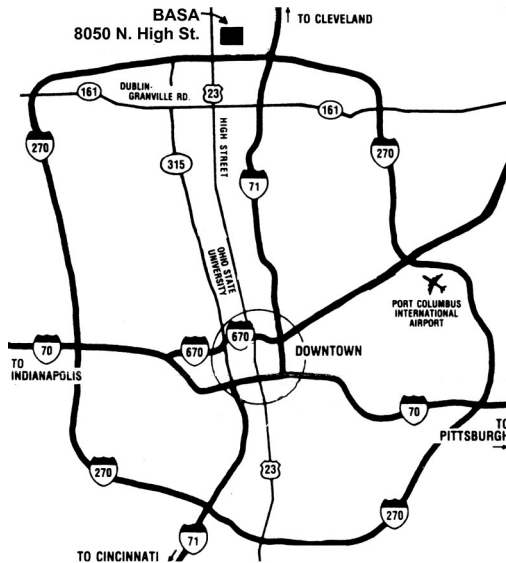 BASA
8050 N. High St.
TO CLEVELAND
DUBLIN-
GRANVILLE RD.
161
23
161
270
315
HIGH STREET
71
270
OHIO STATE
UNIVERSITY
PORT COLUMBUS
INTERNATIONAL
AIRPORT
70
670
670
DOWNTOWN
TO
INDIANAPOLIS
70
TO
PITTSBURGH
270
23
270
71
TO CINCINNATI